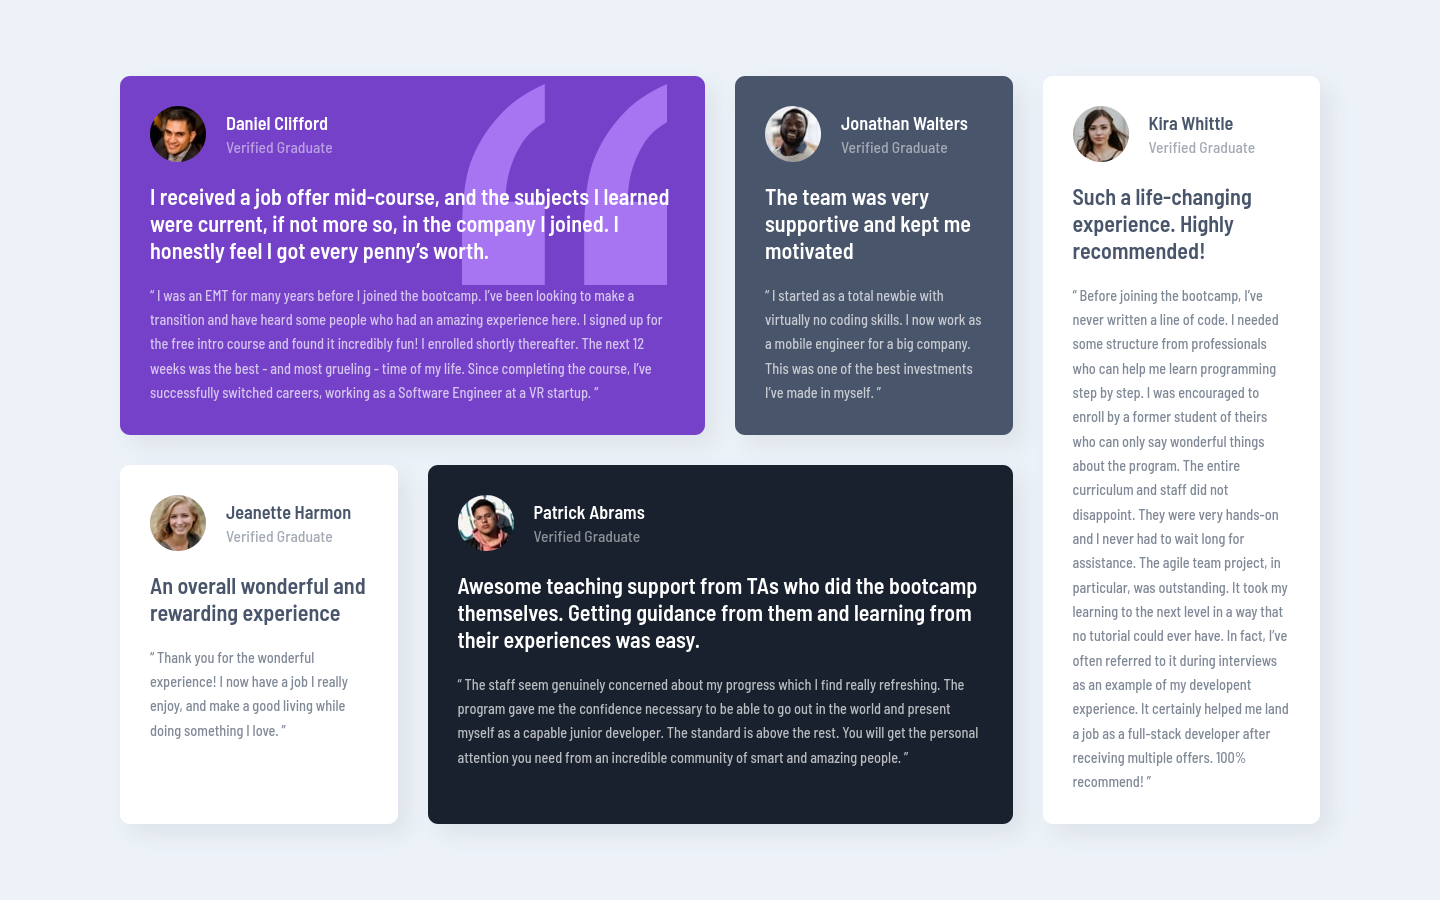 Daniel Clifford
Verified Graduate
I received a job offer mid-course, and the subjects I learned
were current, if not more so, in the company I joined. I
honestly feel I got every penny’s worth.
“ I was an EMT for many years before I joined the bootcamp. I’ve been looking to make a
transition and have heard some people who had an amazing experience here. I signed up for
the free intro course and found it incredibly fun! I enrolled shortly thereafter. The next 12
weeks was the best - and most grueling - time of my life. Since completing the course, I’ve
successfully switched careers, working as a Software Engineer at a VR startup. ”
Jonathan Walters
Verified Graduate
The team was very
supportive and kept me
motivated
“ I started as a total newbie with
virtually no coding skills. I now work as
a mobile engineer for a big company.
This was one of the best investments
I’ve made in myself. ”
Kira Whittle
Verified Graduate
Such a life-changing
experience. Highly
recommended!
“ Before joining the bootcamp, I’ve
never written a line of code. I needed
some structure from professionals
who can help me learn programming
step by step. I was encouraged to
enroll by a former student of theirs
who can only say wonderful things
about the program. The entire
curriculum and staff did not
disappoint. They were very hands-on
and I never had to wait long for
assistance. The agile team project, in
particular, was outstanding. It took my
learning to the next level in a way that
no tutorial could ever have. In fact, I’ve
often referred to it during interviews
as an example of my developent
experience. It certainly helped me land
a job as a full-stack developer after
receiving multiple offers. 100%
recommend! ”
Jeanette Harmon
Verified Graduate
An overall wonderful and
rewarding experience
“ Thank you for the wonderful
experience! I now have a job I really
enjoy, and make a good living while
doing something I love. ”
Patrick Abrams
Verified Graduate
Awesome teaching support from TAs who did the bootcamp
themselves. Getting guidance from them and learning from
their experiences was easy.
“ The staff seem genuinely concerned about my progress which I find really refreshing. The
program gave me the confidence necessary to be able to go out in the world and present
myself as a capable junior developer. The standard is above the rest. You will get the personal
attention you need from an incredible community of smart and amazing people. ”